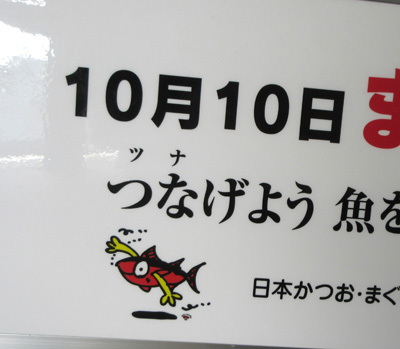 10月10日 ま
ツナ
つなげよう 魚を
日本かつお・まぐ